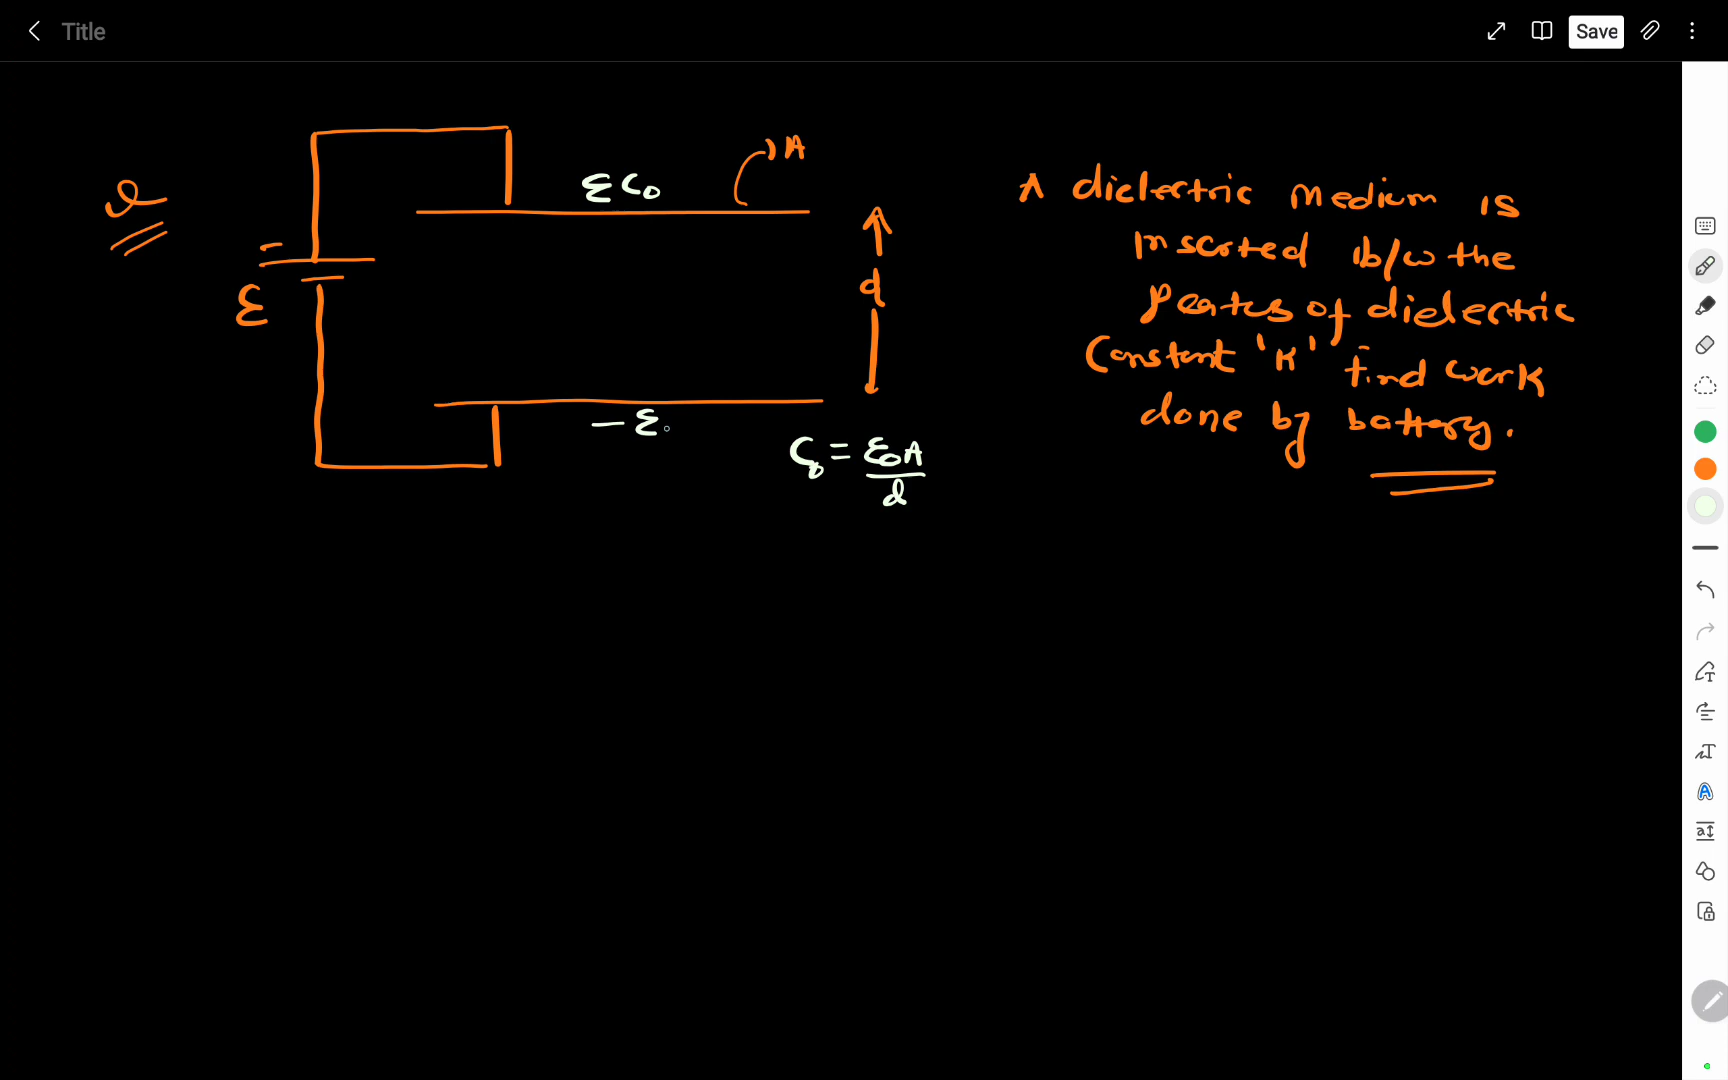 Title
Save
A
εC₀
d
ε
-ε
C₀ = ε₀A/d
A dielectric medium is
Inserted b/w the
plates of dielectric
Constant 'K' find work
done by battery.